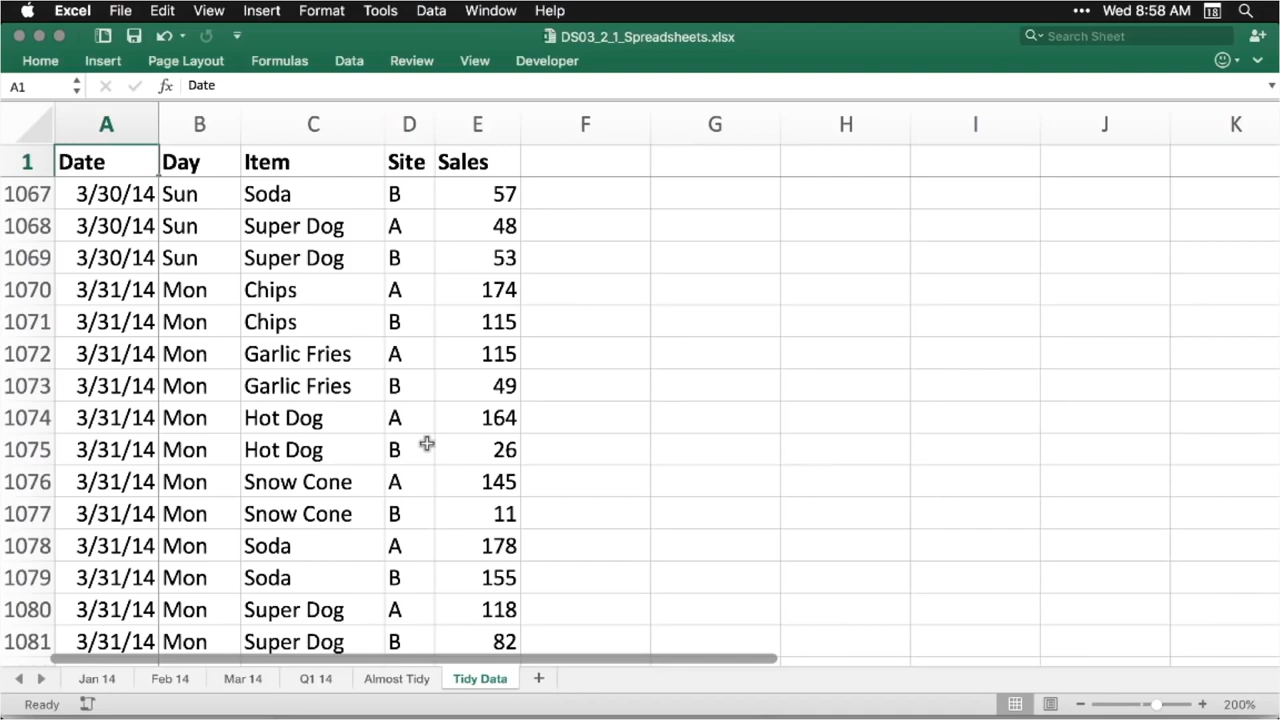 Excel File Edit View Insert Format Tools Data Window Help ••• Wed 8:58 AM 18
DS03_2_1_Spreadsheets.xlsx Search Sheet
Home Insert Page Layout Formulas Data Review View Developer
A1 fx Date
A B C D E F G H I J K
1 Date Day Item Site Sales
1067 3/30/14 Sun Soda B 57
1068 3/30/14 Sun Super Dog A 48
1069 3/30/14 Sun Super Dog B 53
1070 3/31/14 Mon Chips A 174
1071 3/31/14 Mon Chips B 115
1072 3/31/14 Mon Garlic Fries A 115
1073 3/31/14 Mon Garlic Fries B 49
1074 3/31/14 Mon Hot Dog A 164
1075 3/31/14 Mon Hot Dog B 26
1076 3/31/14 Mon Snow Cone A 145
1077 3/31/14 Mon Snow Cone B 11
1078 3/31/14 Mon Soda A 178
1079 3/31/14 Mon Soda B 155
1080 3/31/14 Mon Super Dog A 118
1081 3/31/14 Mon Super Dog B 82
Jan 14 Feb 14 Mar 14 Q1 14 Almost Tidy Tidy Data +
Ready 200%